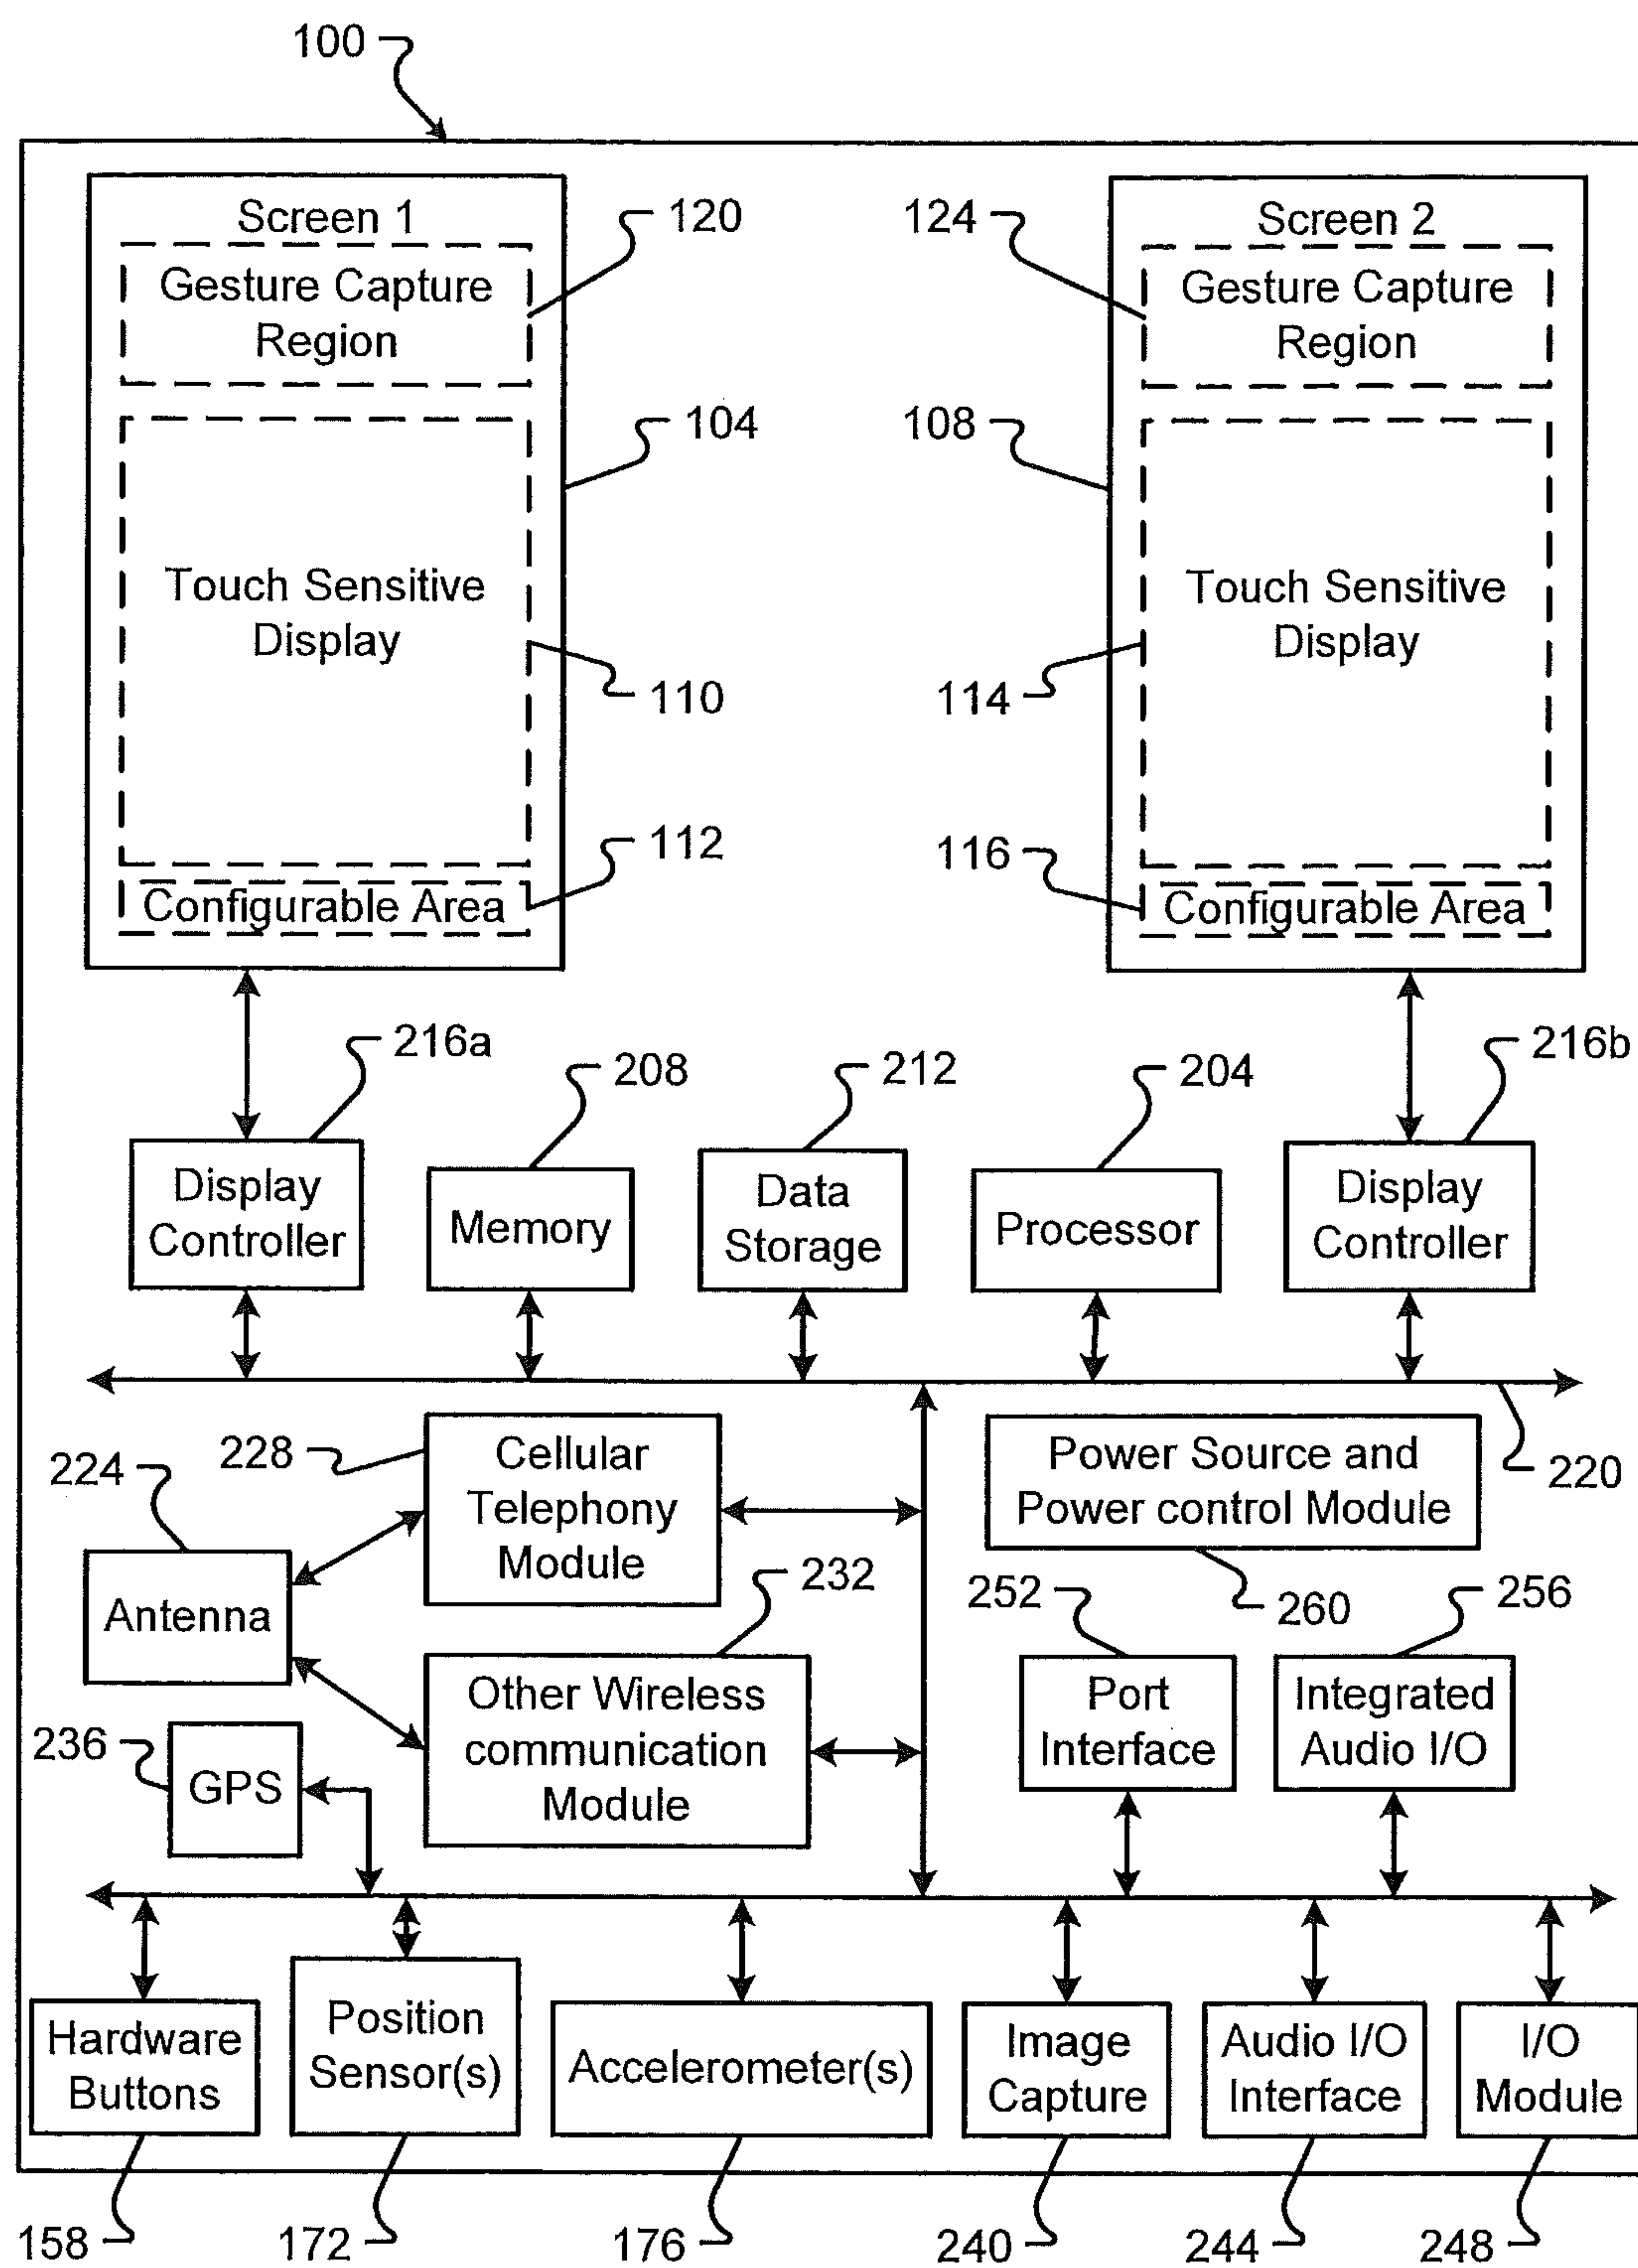 100
Screen 1
120
124
Screen 2
Gesture Capture
Region
Gesture Capture
Region
104
108
Touch Sensitive
Display
Touch Sensitive
Display
110
114
112
116
Configurable Area
Configurable Area
216a
208
212
204
216b
Display
Controller
Memory
Data
Storage
Processor
Display
Controller
228
Cellular
Telephony
Module
Power Source and
Power control Module
220
224
232
252
260
256
Antenna
Other Wireless
communication
Module
Port
Interface
Integrated
Audio I/O
236
GPS
Hardware
Buttons
Position
Sensor(s)
Accelerometer(s)
Image
Capture
Audio I/O
Interface
I/O
Module
158
172
176
240
244
248